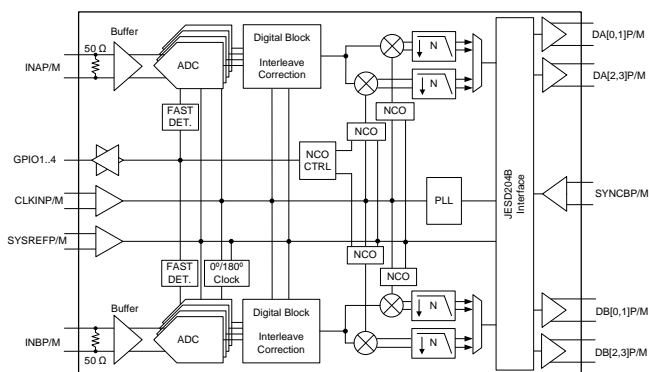 Buffer
50 Ω
INAP/M
ADC
Digital Block
Interleave
Correction
N
N
DA[0,1]P/M
DA[2,3]P/M
FAST
DET.
NCO
NCO
GPIO1..4
NCO
CTRL
CLKINP/M
PLL
JESD204B
Interface
SYNCBP/M
SYSREFP/M
NCO
NCO
FAST
DET.
0º/180º
Clock
Buffer
INBP/M
50 Ω
ADC
Digital Block
Interleave
Correction
N
N
DB[0,1]P/M
DB[2,3]P/M